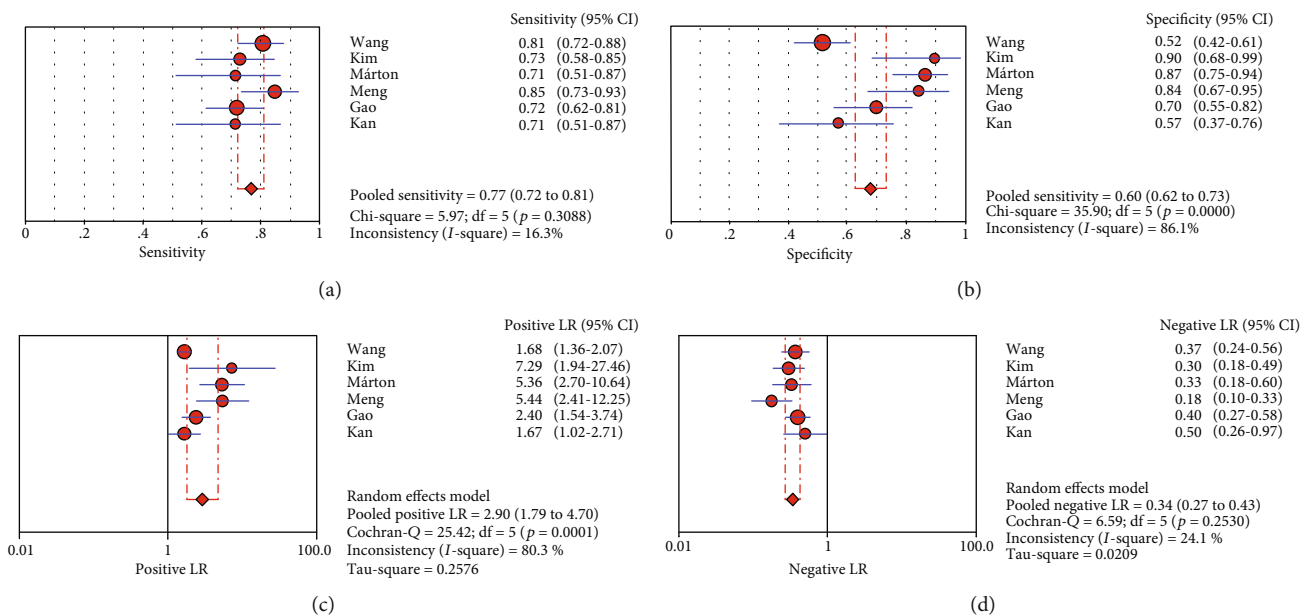 Sensitivity (95% CI)
Wang 0.81 (0.72-0.88)
Kim 0.73 (0.58-0.85)
Márton 0.71 (0.51-0.87)
Meng 0.85 (0.73-0.93)
Gao 0.72 (0.62-0.81)
Kan 0.71 (0.51-0.87)
Pooled sensitivity = 0.77 (0.72 to 0.81)
Chi-square = 5.97; df = 5 (p = 0.3088)
Inconsistency (I-square) = 16.3%
0 .2 .4 .6 .8 1
Sensitivity
(a)
Specificity (95% CI)
Wang 0.52 (0.42-0.61)
Kim 0.90 (0.68-0.99)
Márton 0.87 (0.75-0.94)
Meng 0.84 (0.67-0.95)
Gao 0.70 (0.55-0.82)
Kan 0.57 (0.37-0.76)
Pooled sensitivity = 0.60 (0.62 to 0.73)
Chi-square = 35.90; df = 5 (p = 0.0000)
Inconsistency (I-square) = 86.1%
0 .2 .4 .6 .8 1
Specificity
(b)
Positive LR (95% CI)
Wang 1.68 (1.36-2.07)
Kim 7.29 (1.94-27.46)
Márton 5.36 (2.70-10.64)
Meng 5.44 (2.41-12.25)
Gao 2.40 (1.54-3.74)
Kan 1.67 (1.02-2.71)
Random effects model
Pooled positive LR = 2.90 (1.79 to 4.70)
Cochran-Q = 25.42; df = 5 (p = 0.0001)
Inconsistency (I-square) = 80.3 %
Tau-square = 0.2576
0.01 1 100.0
Positive LR
(c)
Negative LR (95% CI)
Wang 0.37 (0.24-0.56)
Kim 0.30 (0.18-0.49)
Márton 0.33 (0.18-0.60)
Meng 0.18 (0.10-0.33)
Gao 0.40 (0.27-0.58)
Kan 0.50 (0.26-0.97)
Random effects model
Pooled negative LR = 0.34 (0.27 to 0.43)
Cochran-Q = 6.59; df = 5 (p = 0.2530)
Inconsistency (I-square) = 24.1 %
Tau-square = 0.0209
0.01 1 100.0
Negative LR
(d)